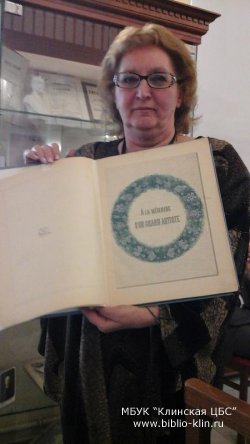 À LA MÉMOIRE
D'UN GRAND ARTISTE
МБУК "Клинская ЦБС"
www.biblio-klin.ru